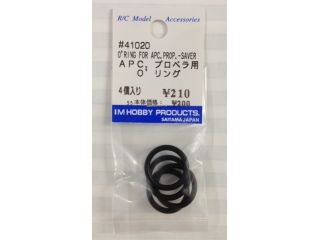 R/C Model Accessories
#41020
O'RING FOR APC.PROP.-SAVER
APC; プロペラ用
O' リング
4個入り ¥210
本体価格: ¥200
IM HOBBY PRODUCTS.
SAITAMA JAPAN